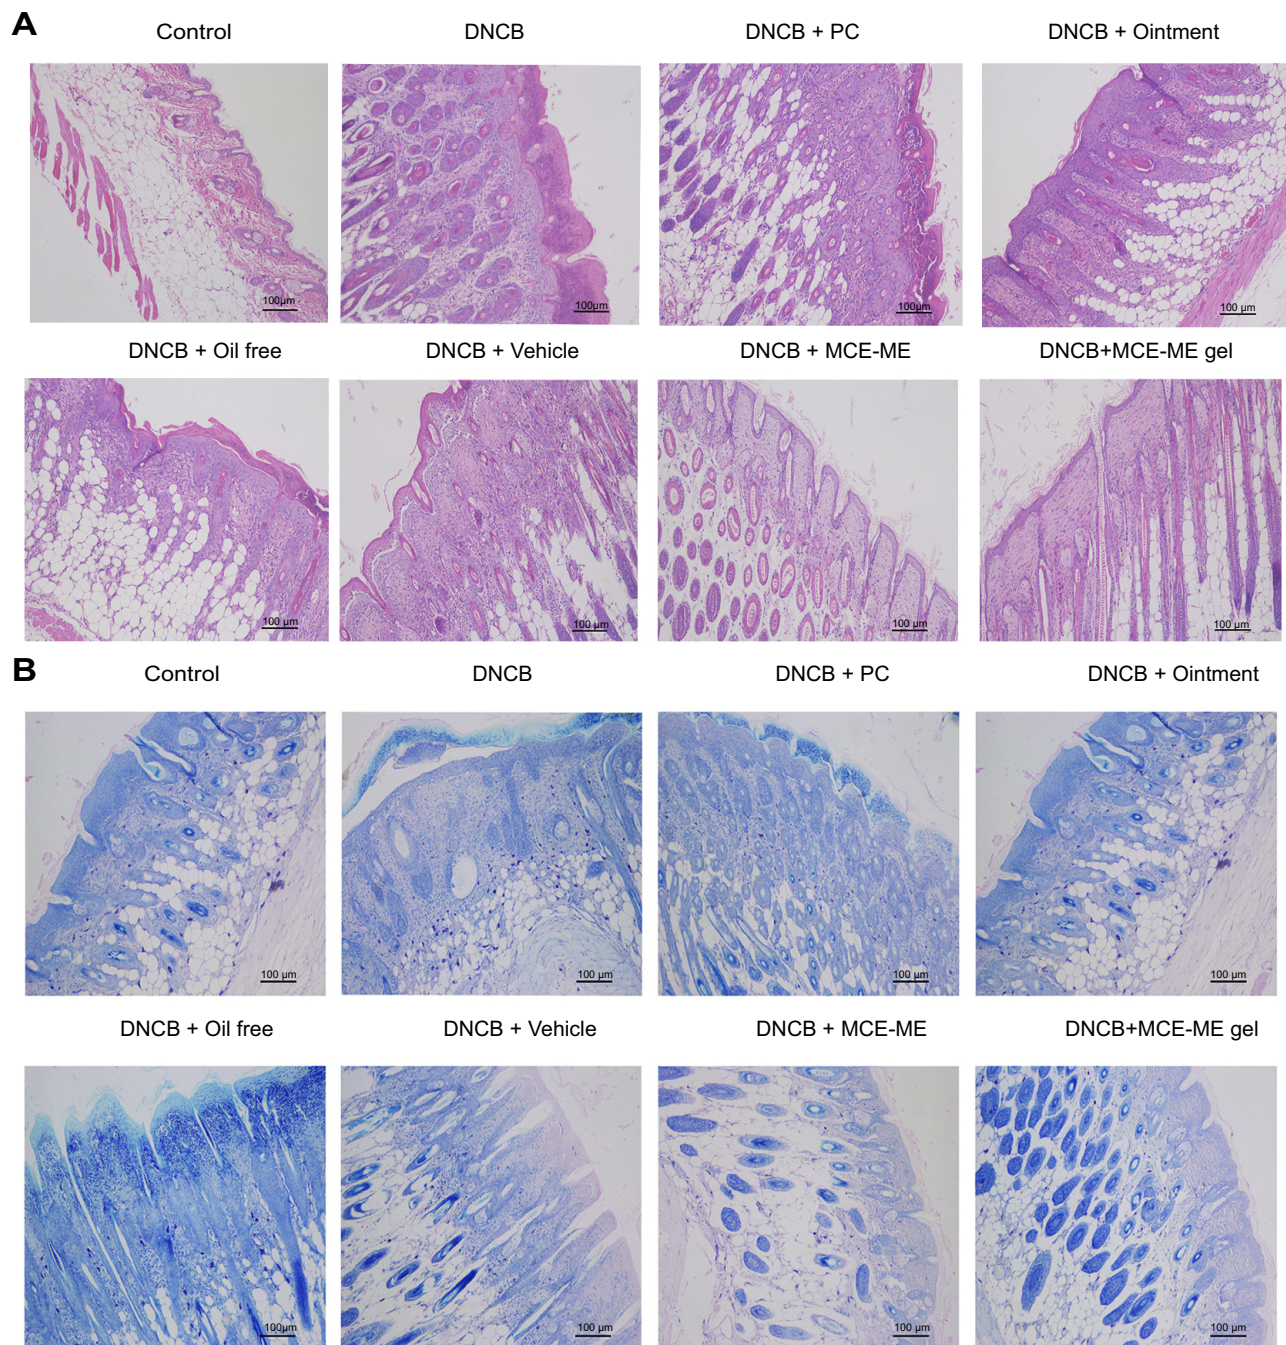 A
Control
DNCB
DNCB + PC
DNCB + Ointment
100μm
100μm
100μm
100 μm
DNCB + Oil free
DNCB + Vehicle
DNCB + MCE-ME
DNCB+MCE-ME gel
100 μm
100 μm
100 μm
100 μm
B
Control
DNCB
DNCB + PC
DNCB + Ointment
100 μm
100 μm
100 μm
100 μm
DNCB + Oil free
DNCB + Vehicle
DNCB + MCE-ME
DNCB+MCE-ME gel
100μm
100 μm
100 μm
100 μm